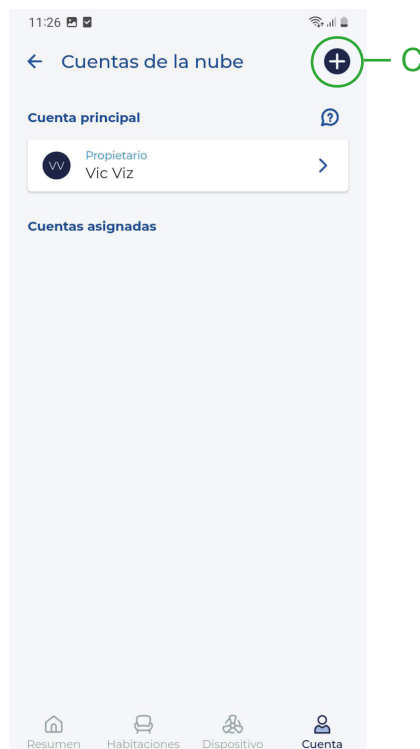 11:26
Cuentas de la nube
C
Cuenta principal
VV
Propietario
Vic Viz
Cuentas asignadas
Resumen Habitaciones Dispositivo Cuenta